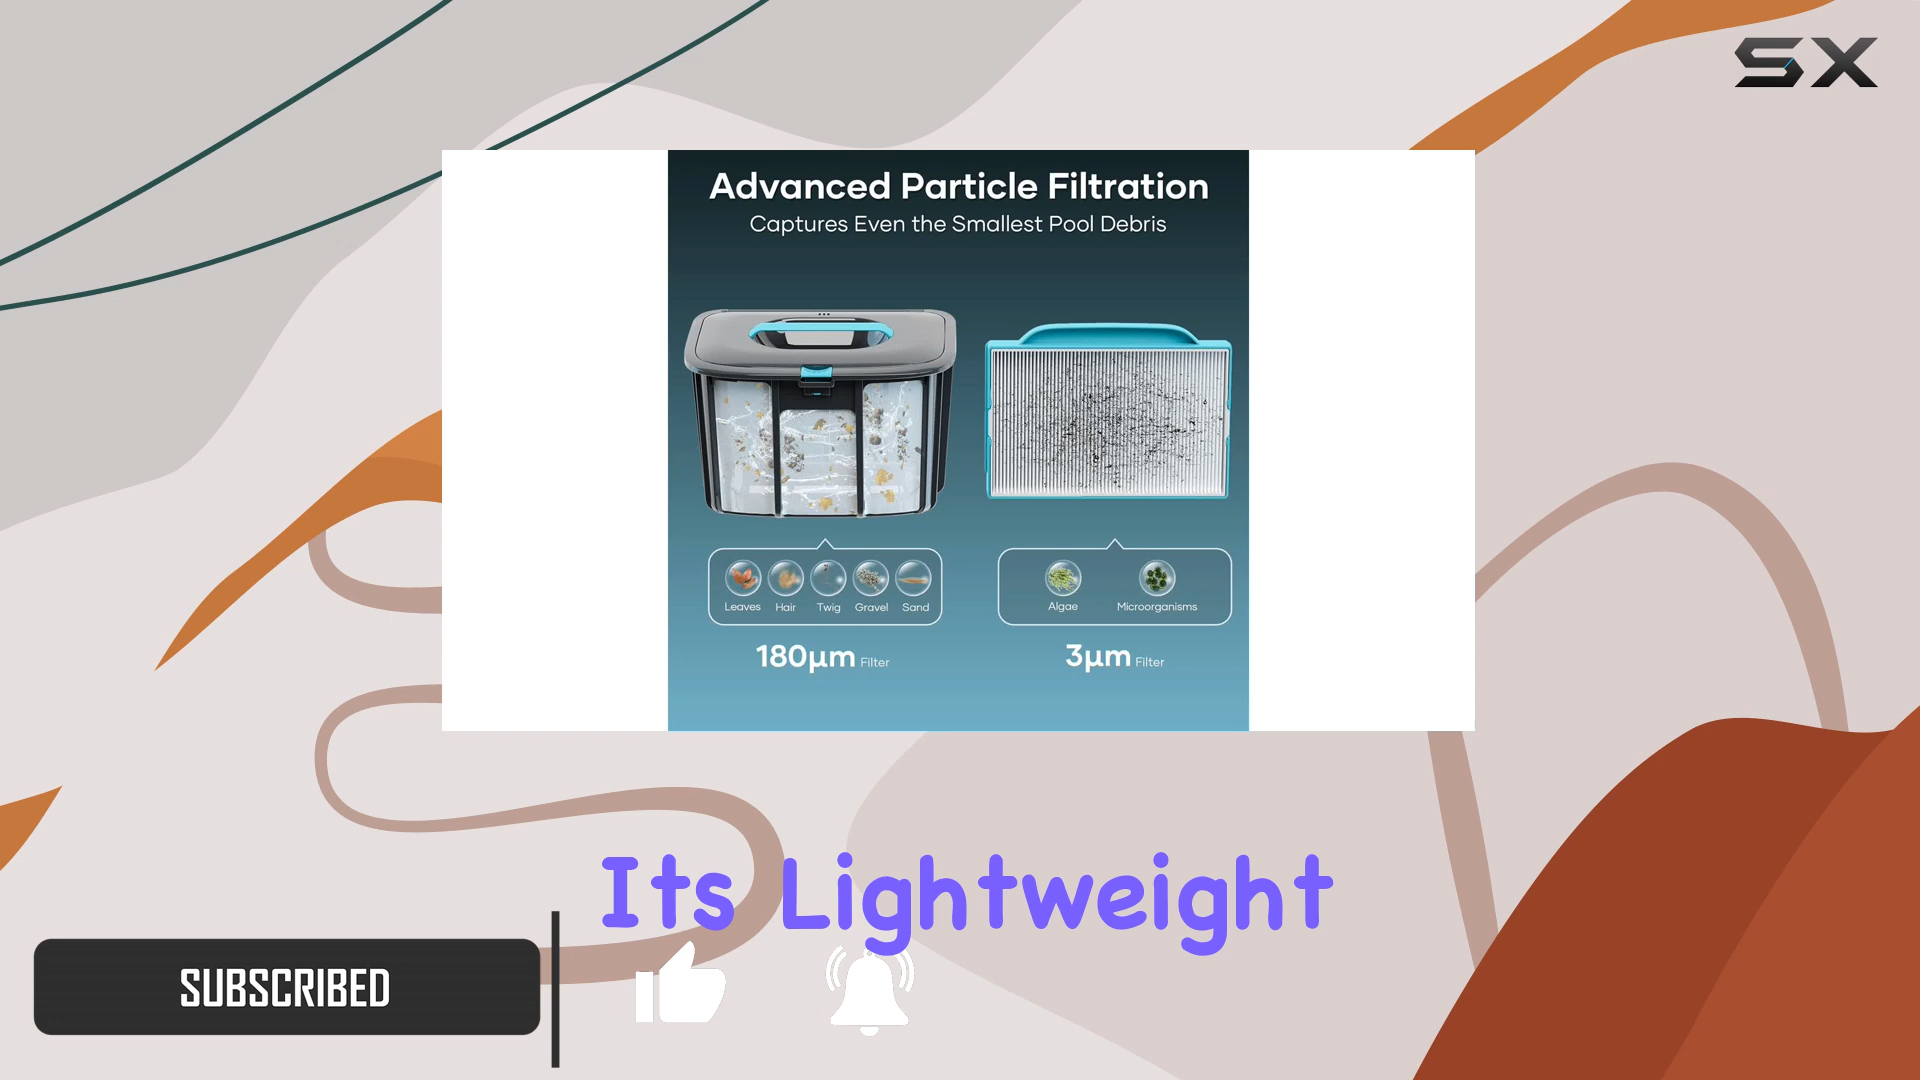 SX
Advanced Particle Filtration
Captures Even the Smallest Pool Debris
Leaves Hair Twig Gravel Sand
Algae Microorganisms
180μm Filter
3μm Filter
Its Lightweight
SUBSCRIBED